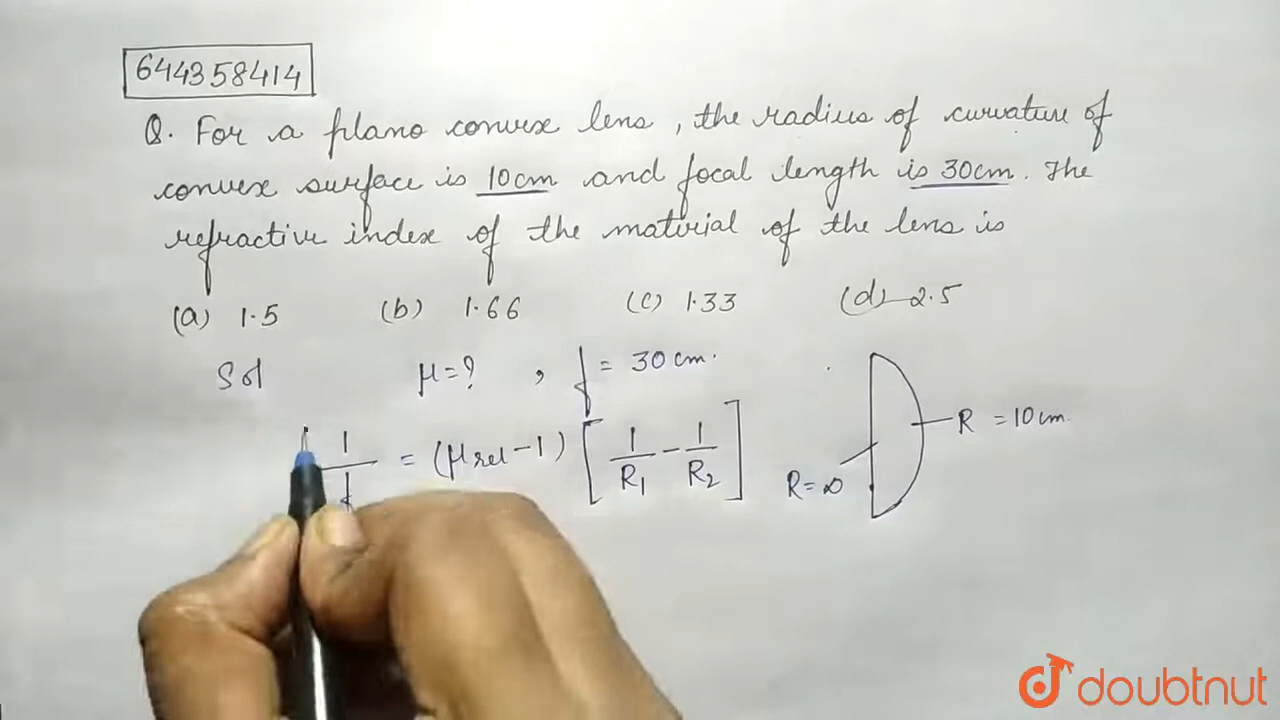 644358414
Q. For a plano convex lens, the radius of curvature of
convex surface is 10cm and focal length is 30cm. The
refractive index of the material of the lens is
(a) 1.5 (b) 1.66 (c) 1.33 (d) 2.5
Sol μ=? , f = 30cm.
1/f = (μrel-1) [1/R1 - 1/R2]
R = 10cm.
R=∞
doubtnut